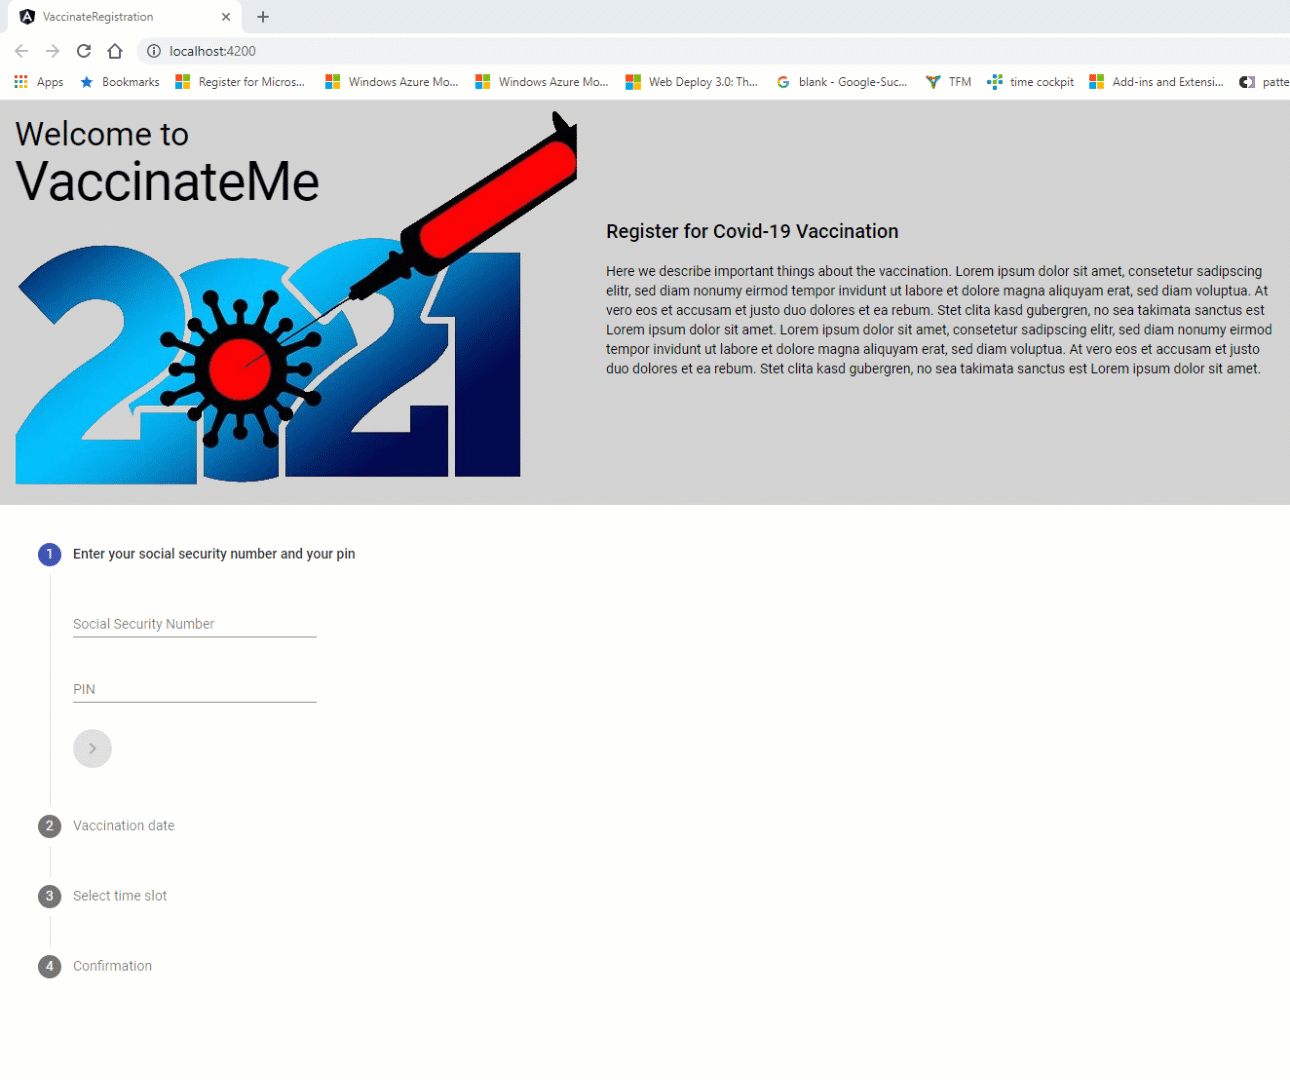 VaccinateRegistration
localhost:4200
Apps Bookmarks Register for Micros... Windows Azure Mo... Windows Azure Mo... Web Deploy 3.0: Th... blank - Google-Suc... TFM time cockpit Add-ins and Extensi... patte
Welcome to
VaccinateMe
2021
Register for Covid-19 Vaccination
Here we describe important things about the vaccination. Lorem ipsum dolor sit amet, consetetur sadipscing
elitr, sed diam nonumy eirmod tempor invidunt ut labore et dolore magna aliquyam erat, sed diam voluptua. At
vero eos et accusam et justo duo dolores et ea rebum. Stet clita kasd gubergren, no sea takimata sanctus est
Lorem ipsum dolor sit amet. Lorem ipsum dolor sit amet, consetetur sadipscing elitr, sed diam nonumy eirmod
tempor invidunt ut labore et dolore magna aliquyam erat, sed diam voluptua. At vero eos et accusam et justo
duo dolores et ea rebum. Stet clita kasd gubergren, no sea takimata sanctus est Lorem ipsum dolor sit amet.
1 Enter your social security number and your pin
Social Security Number
PIN
2 Vaccination date
3 Select time slot
4 Confirmation